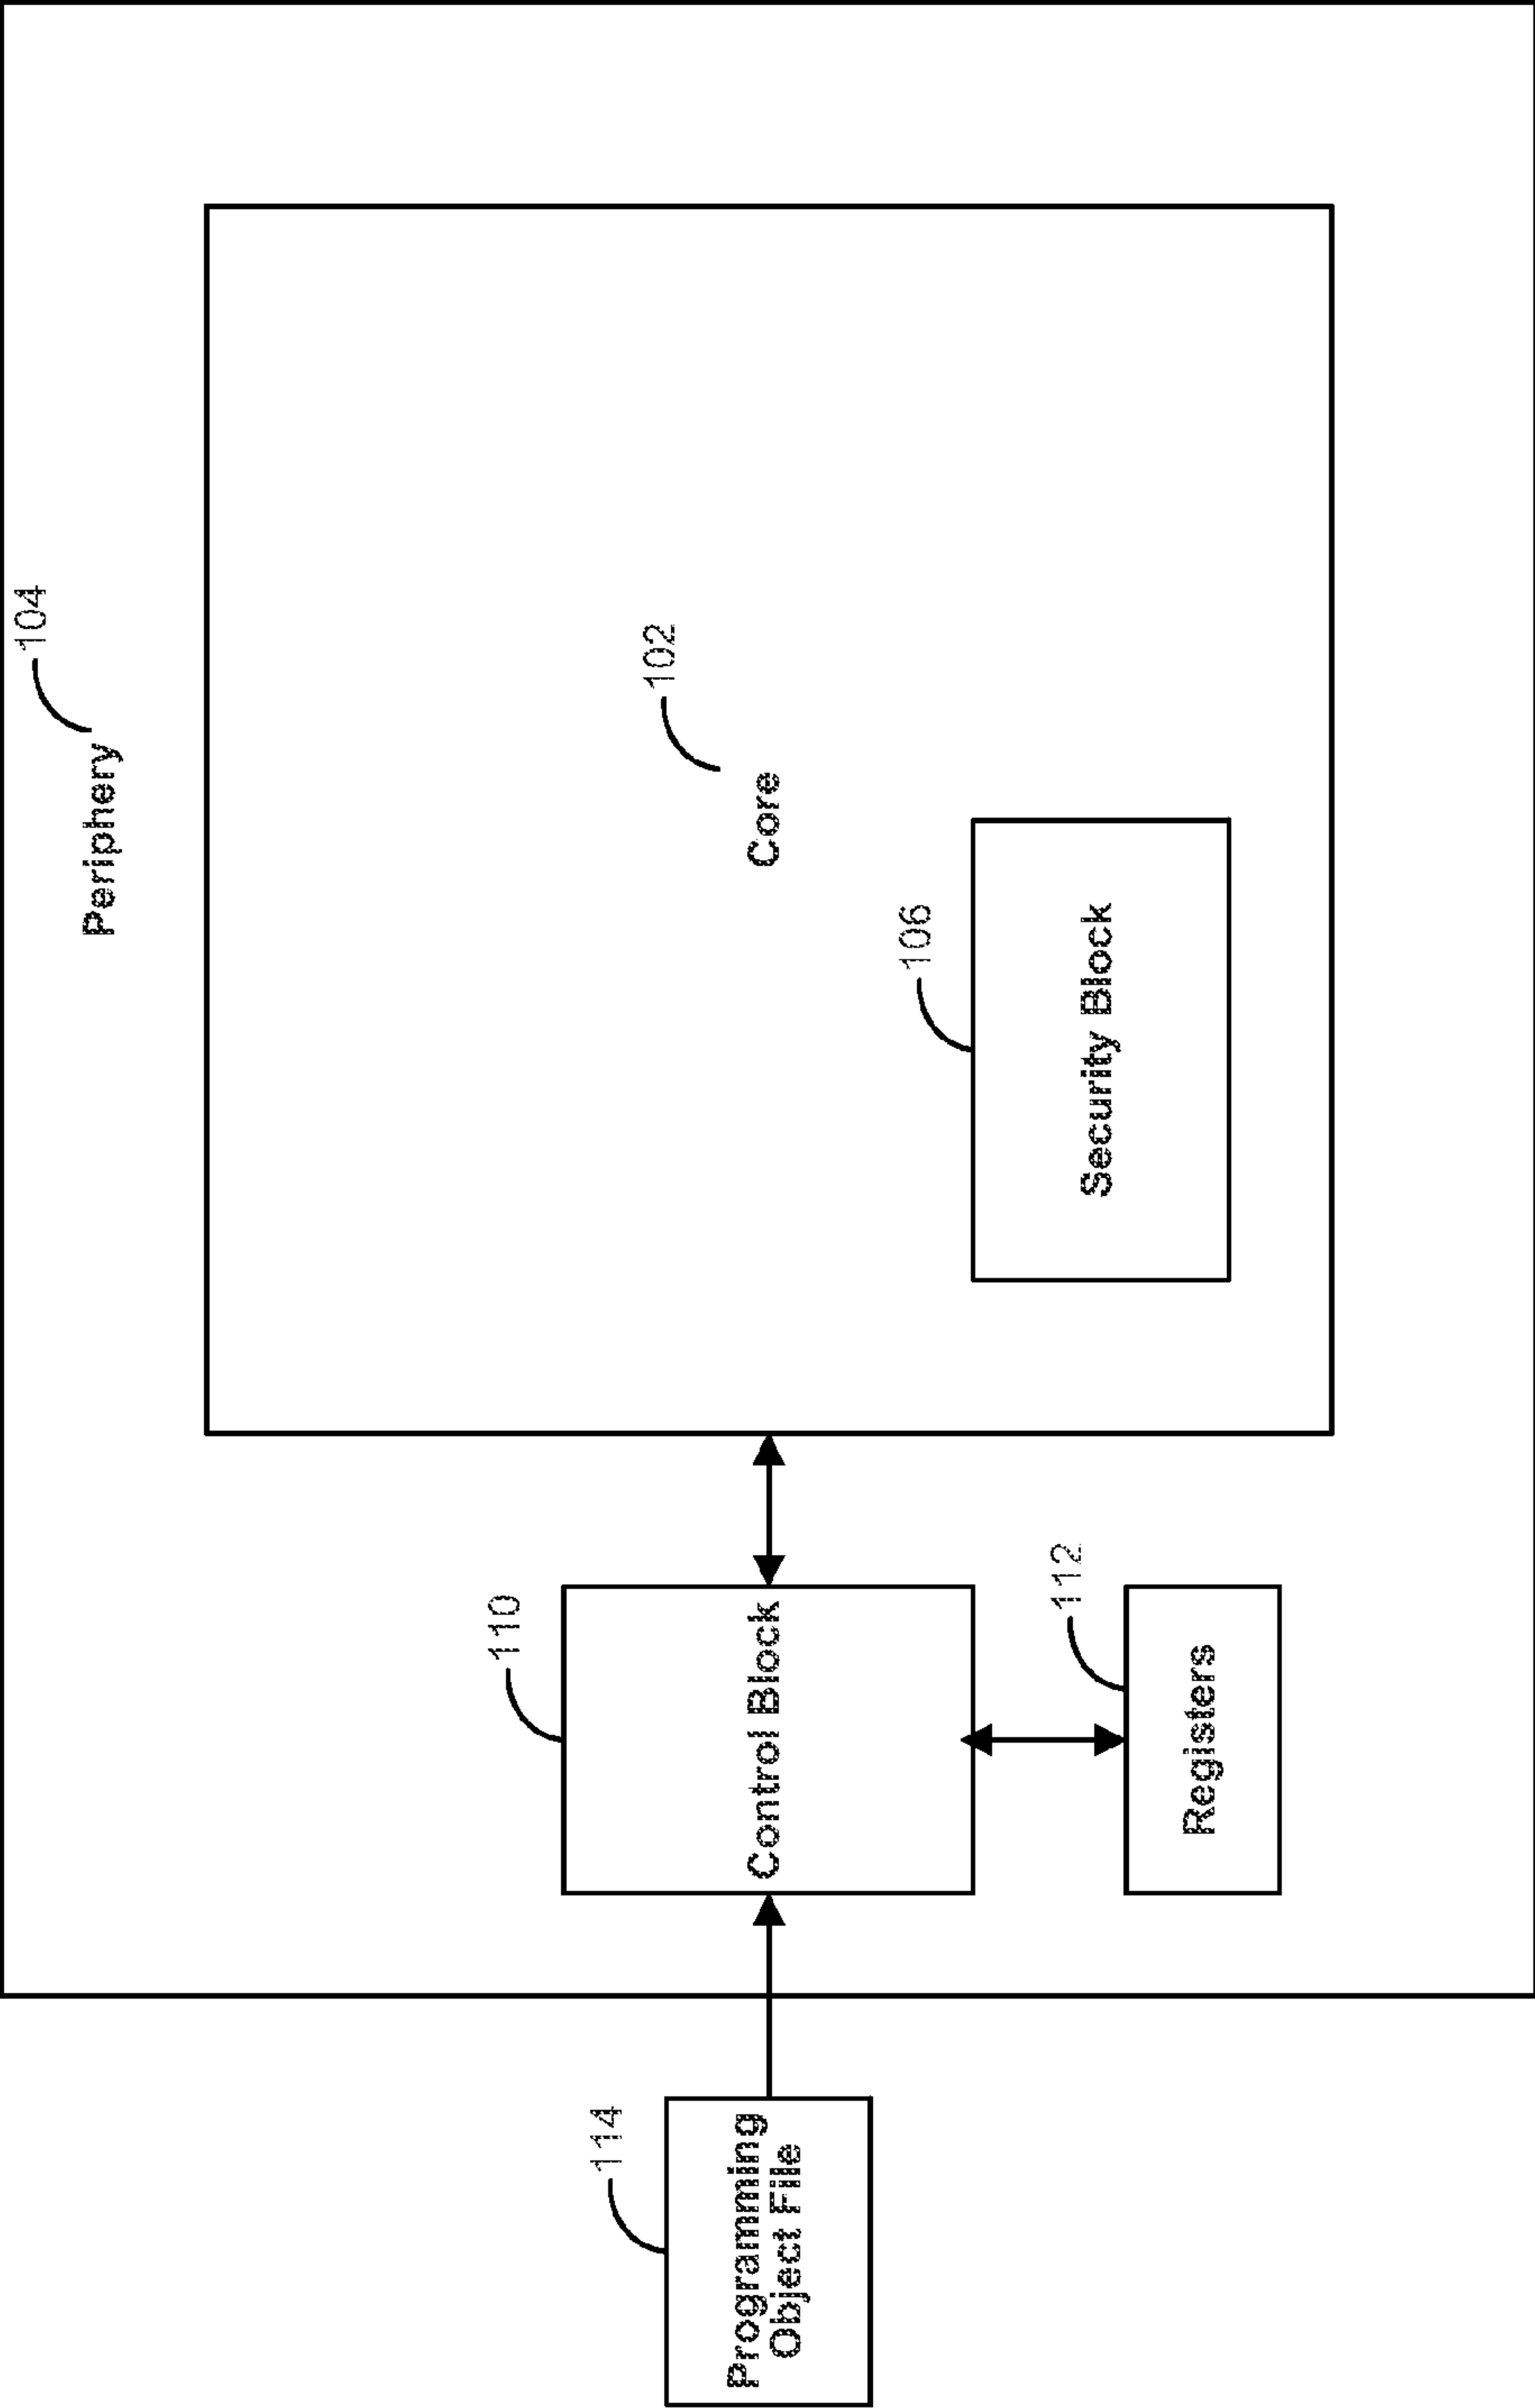 104
Periphery
102
Core
106
Security Block
110
Control Block
112
Registers
114
Programming
Object File